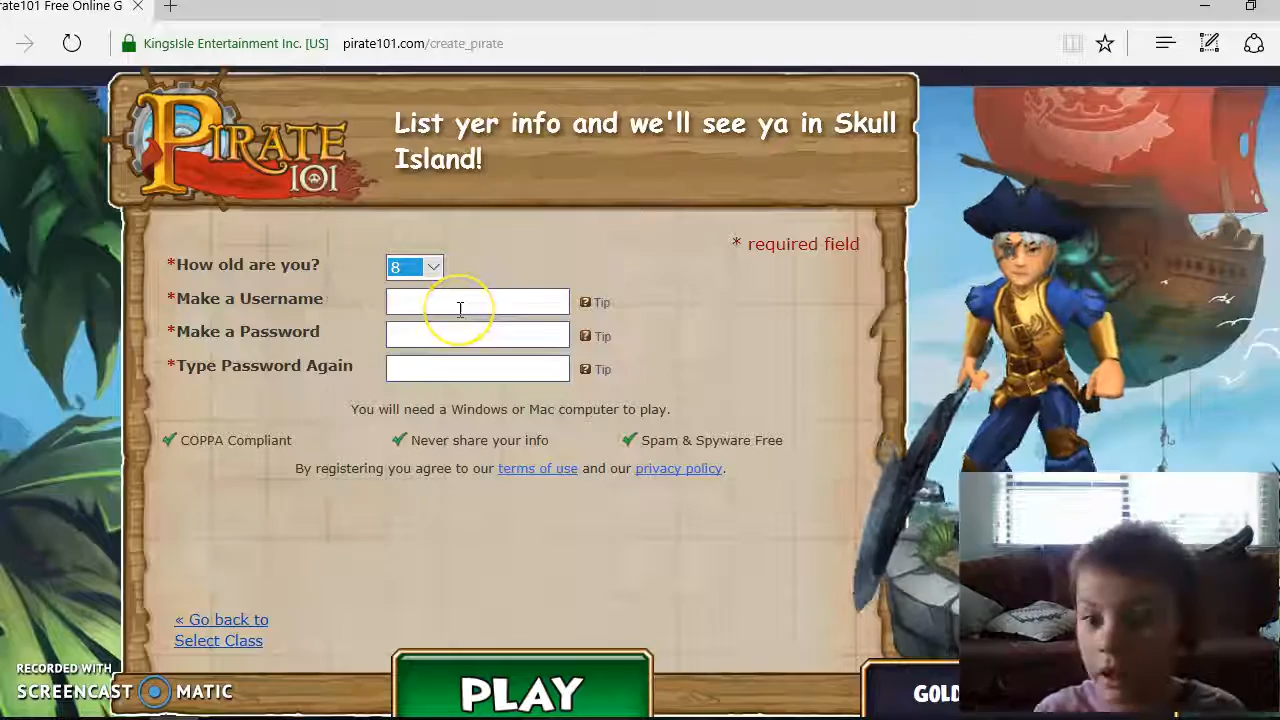 rate101 Free Online G
KingsIsle Entertainment Inc. [US] pirate101.com/create_pirate
PIRATE
101
List yer info and we'll see ya in Skull
Island!
* required field
*How old are you? 8
*Make a Username Tip
*Make a Password Tip
*Type Password Again Tip
You will need a Windows or Mac computer to play.
COPPA Compliant Never share your info Spam & Spyware Free
By registering you agree to our terms of use and our privacy policy.
« Go back to
Select Class
RECORDED WITH
SCREENCAST MATIC
PLAY
GOLD